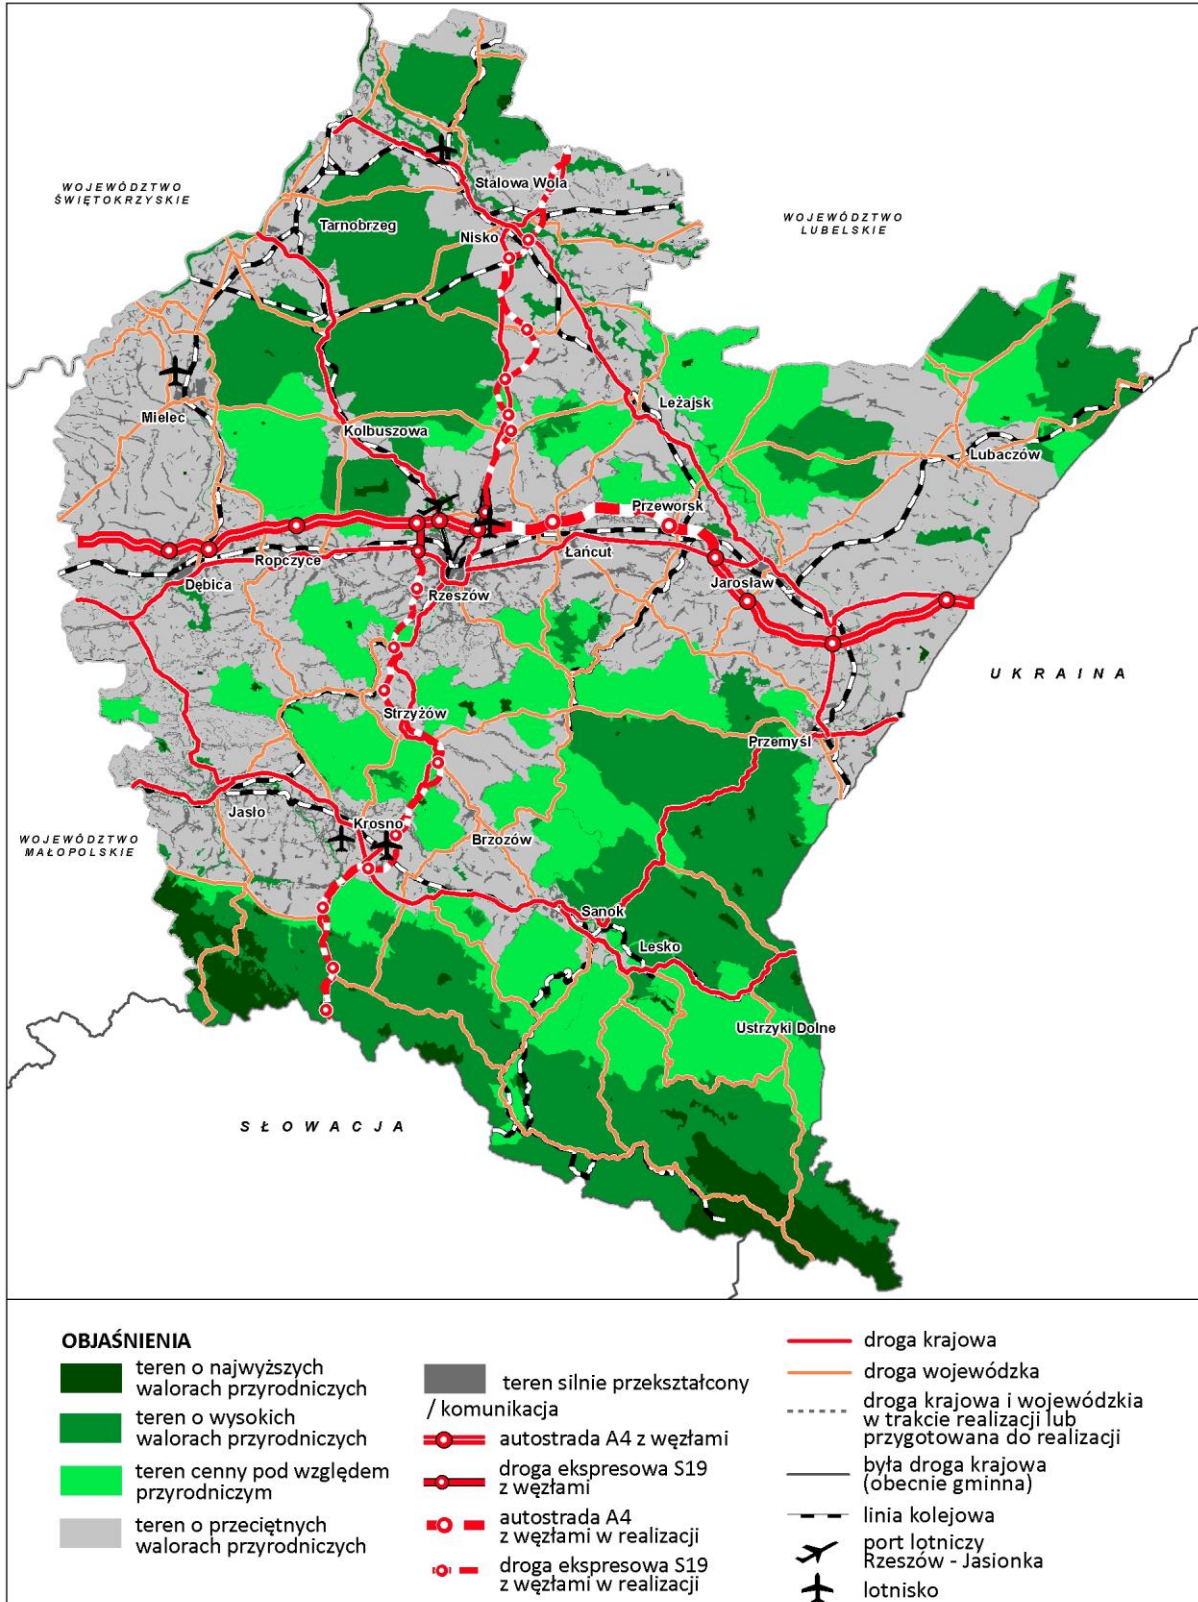 WOJEWÓDZTWO
ŚWIĘTOKRZYSKIE
Stalowa Wola
WOJEWÓDZTWO
LUBELSKIE
Tarnobrzeg
Nisko
Mielec
Leżajsk
Kolbuszowa
Lubaczów
Przeworsk
Ropczyce
Łańcut
Dębica
Jarosław
Rzeszów
UKRAINA
Strzyżów
Przemyśl
Jasło
Krosno
WOJEWÓDZTWO
MAŁOPOLSKIE
Brzozów
Sanok
Lesko
Ustrzyki Dolne
SŁOWACJA
OBJAŚNIENIA
teren o najwyższych
walorach przyrodniczych
teren o wysokich
walorach przyrodniczych
teren cenny pod względem
przyrodniczym
teren o przeciętnych
walorach przyrodniczych
teren silnie przekształcony
/ komunikacja
autostrada A4 z węzłami
droga ekspresowa S19
z węzłami
autostrada A4
z węzłami w realizacji
droga ekspresowa S19
z węzłami w realizacji
droga krajowa
droga wojewódzka
droga krajowa i wojewódzkia
w trakcie realizacji lub
przygotowana do realizacji
była droga krajowa
(obecnie gminna)
linia kolejowa
port lotniczy
Rzeszów - Jasionka
lotnisko